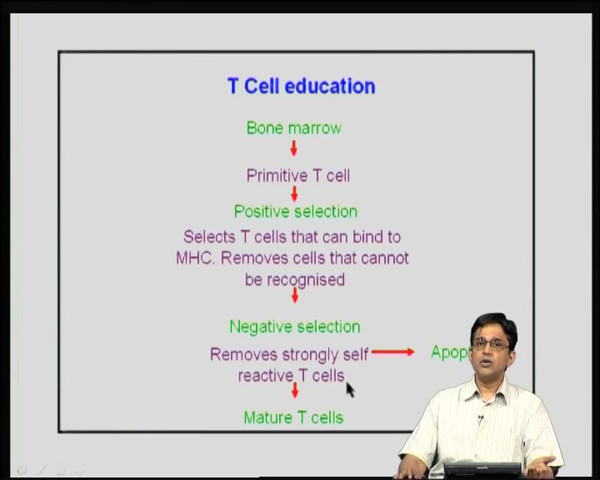 T Cell education
Bone marrow
Primitive T cell
Positive selection
Selects T cells that can bind to
MHC. Removes cells that cannot
be recognised
Negative selection
Removes strongly self
reactive T cells
Mature T cells